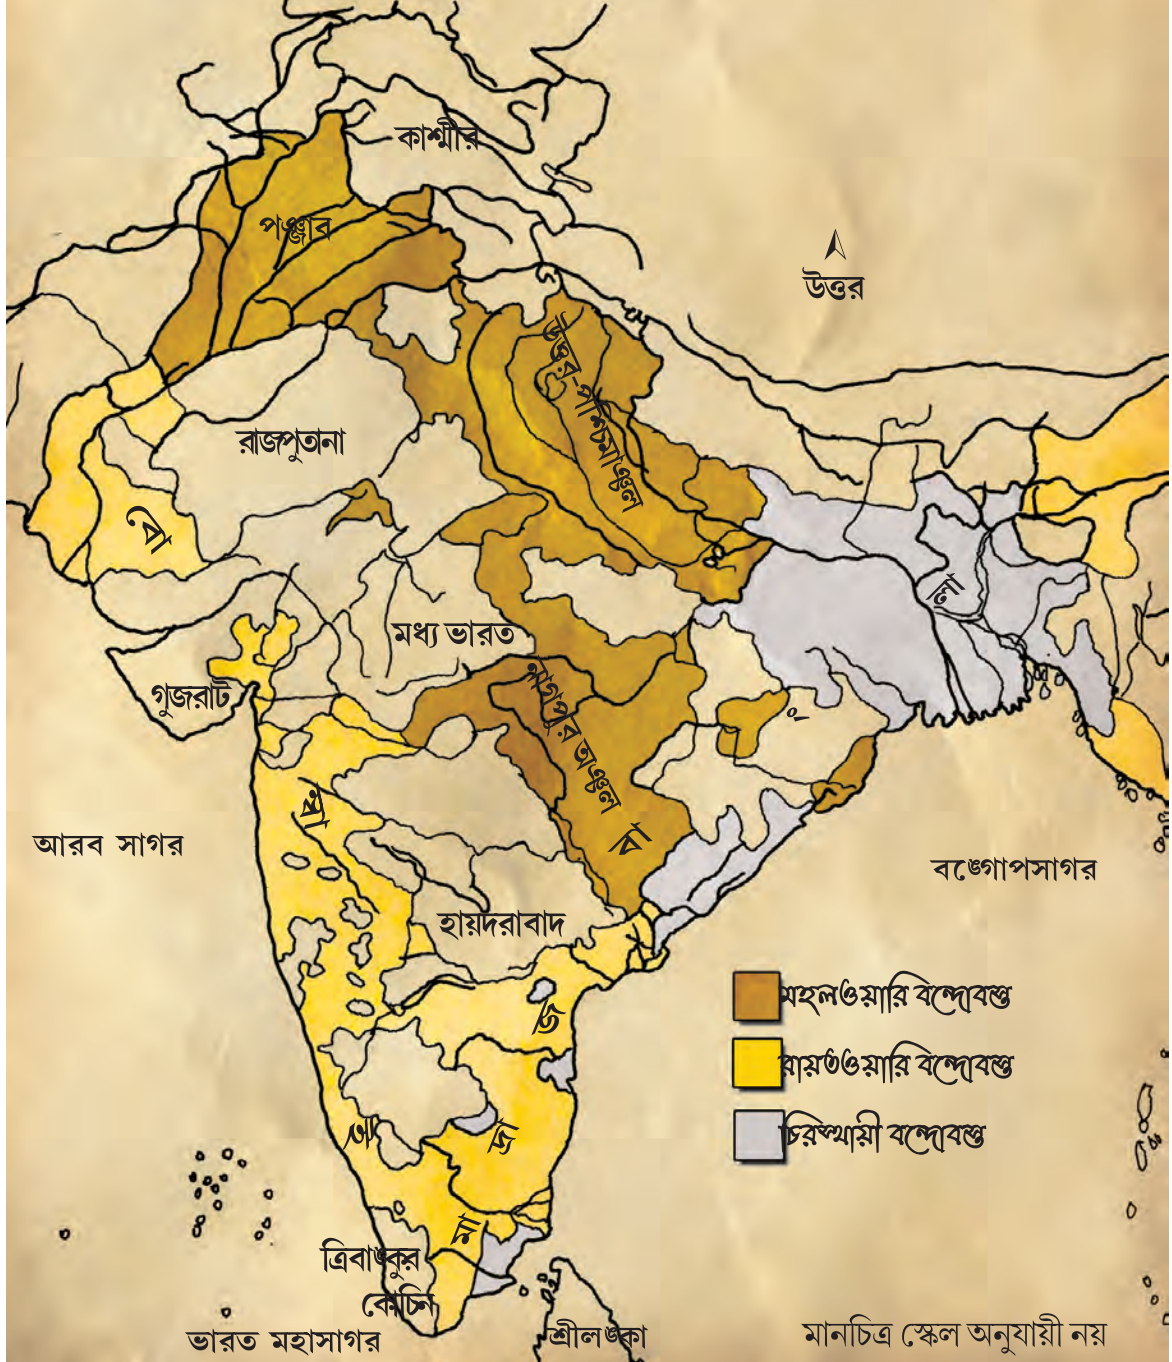 কাশ্মীর
পঞ্জাব
উত্তর
উত্তর-পশ্চিমাঞ্চল
রাজপুতানা
বা
লা
মধ্য ভারত
গুজরাট
নাগপুর অঞ্চল
ম্বা
বা
আরব সাগর
বঙ্গোপসাগর
হায়দরাবাদ
মহলওয়ারি বন্দোবস্ত
রায়তওয়ারি বন্দোবস্ত
চিরস্থায়ী বন্দোবস্ত
মা
ত্রিবাঙ্কুর
কোচিন
ভারত মহাসাগর
শ্রীলঙ্কা
মানচিত্র স্কেল অনুযায়ী নয়